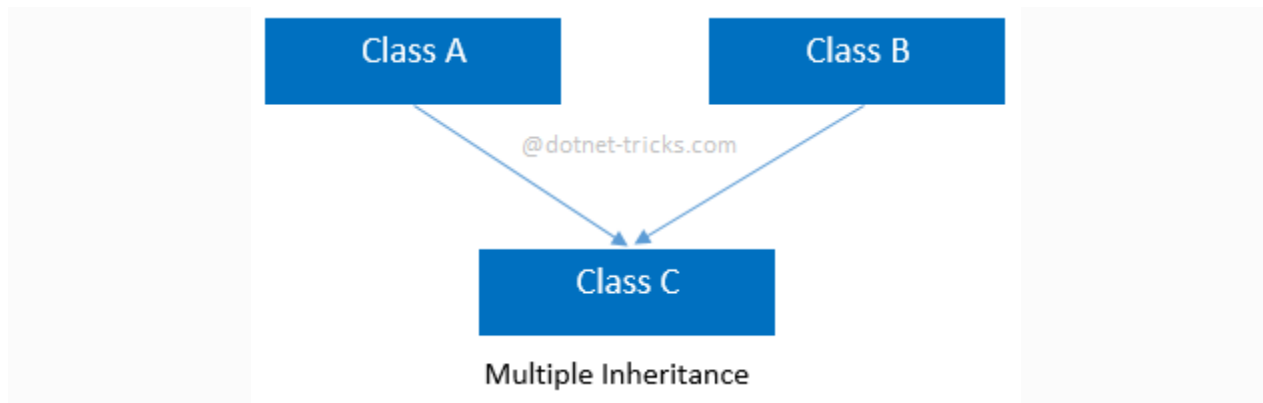 Class A
Class B
@dotnet-tricks.com
Class C
Multiple Inheritance